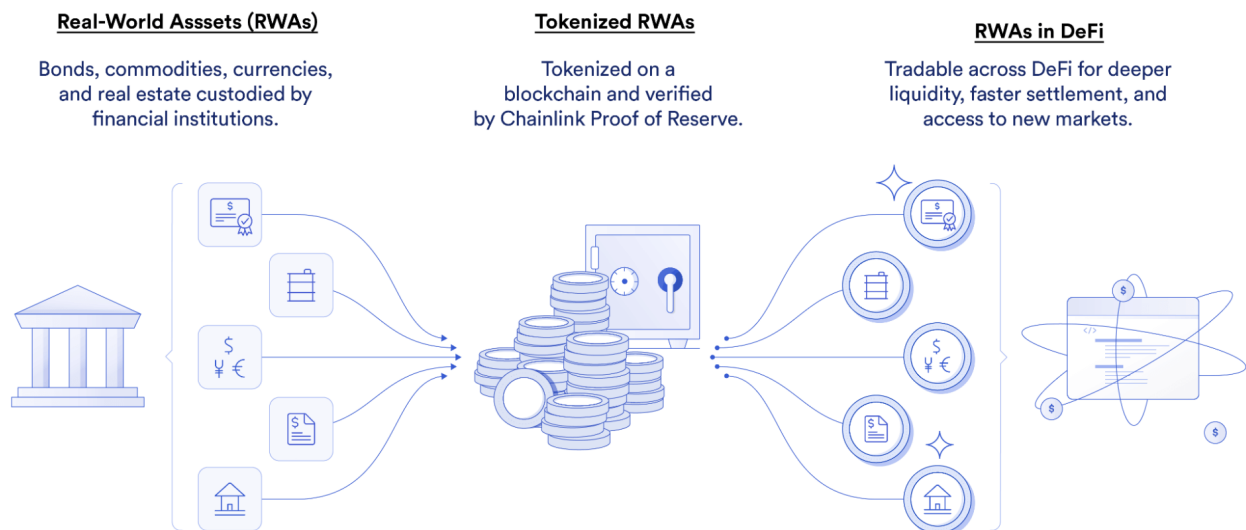 Real-World Asssets (RWAs)
Bonds, commodities, currencies,
and real estate custodied by
financial institutions.
Tokenized RWAs
Tokenized on a
blockchain and verified
by Chainlink Proof of Reserve.
RWAs in DeFi
Tradable across DeFi for deeper
liquidity, faster settlement, and
access to new markets.
$
$
¥ €
$
$
$
¥ €
$
$
</>
$
$